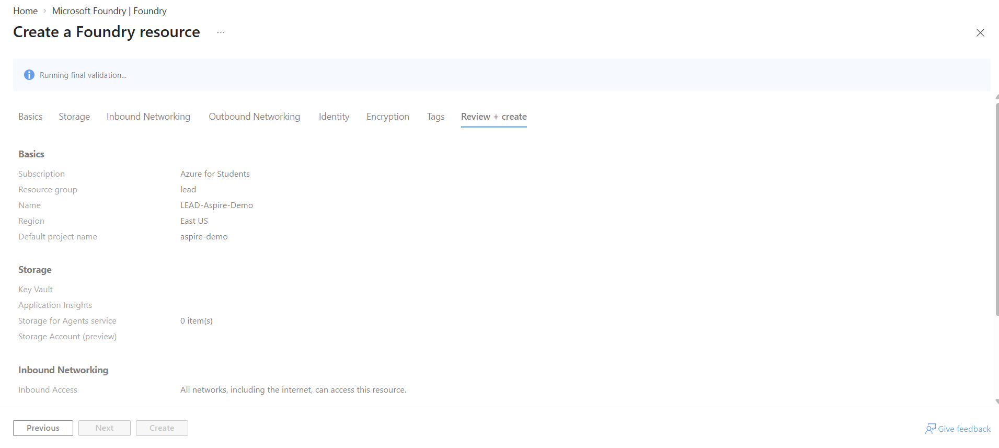 Home > Microsoft Foundry | Foundry
Create a Foundry resource ...
Running final validation...
Basics Storage Inbound Networking Outbound Networking Identity Encryption Tags Review + create
Basics
Subscription Azure for Students
Resource group lead
Name LEAD-Aspire-Demo
Region East US
Default project name aspire-demo
Storage
Key Vault
Application Insights
Storage for Agents service 0 item(s)
Storage Account (preview)
Inbound Networking
Inbound Access All networks, including the internet, can access this resource.
Previous Next Create Give feedback